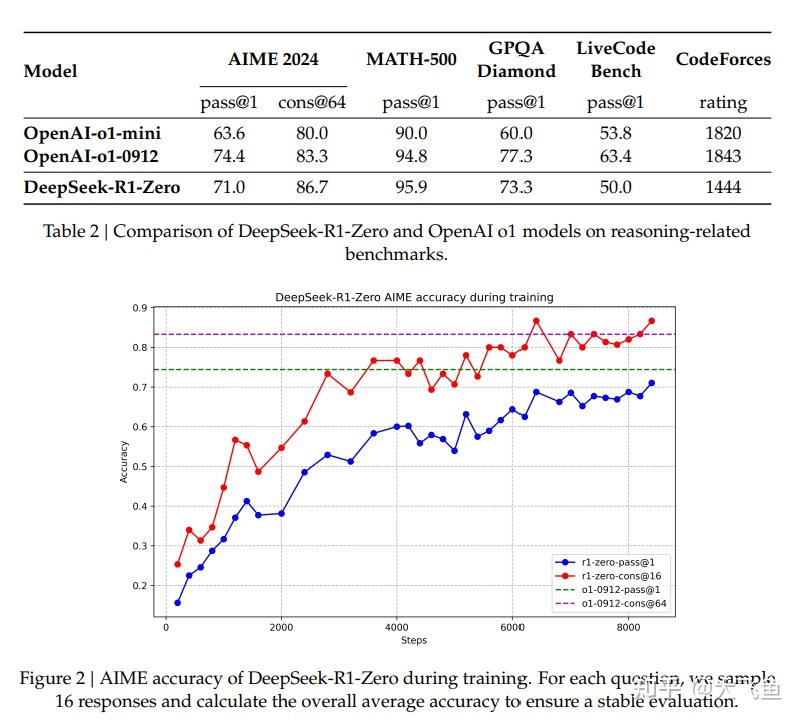 Model AIME 2024 MATH-500 GPQA Diamond LiveCode Bench CodeForces
pass@1 cons@64 pass@1 pass@1 pass@1 rating
OpenAI-o1-mini 63.6 80.0 90.0 60.0 53.8 1820
OpenAI-o1-0912 74.4 83.3 94.8 77.3 63.4 1843
DeepSeek-R1-Zero 71.0 86.7 95.9 73.3 50.0 1444
Table 2 | Comparison of DeepSeek-R1-Zero and OpenAI o1 models on reasoning-related
benchmarks.
DeepSeek-R1-Zero AIME accuracy during training
0.9
0.8
0.7
0.6
0.5
0.4
0.3
0.2
Accuracy
r1-zero-pass@1
r1-zero-cons@16
o1-0912-pass@1
o1-0912-cons@64
0 2000 4000 6000 8000
Steps
Figure 2 | AIME accuracy of DeepSeek-R1-Zero during training. For each question, we sample
16 responses and calculate the overall average accuracy to ensure a stable evaluation.
知乎 @大飞鱼